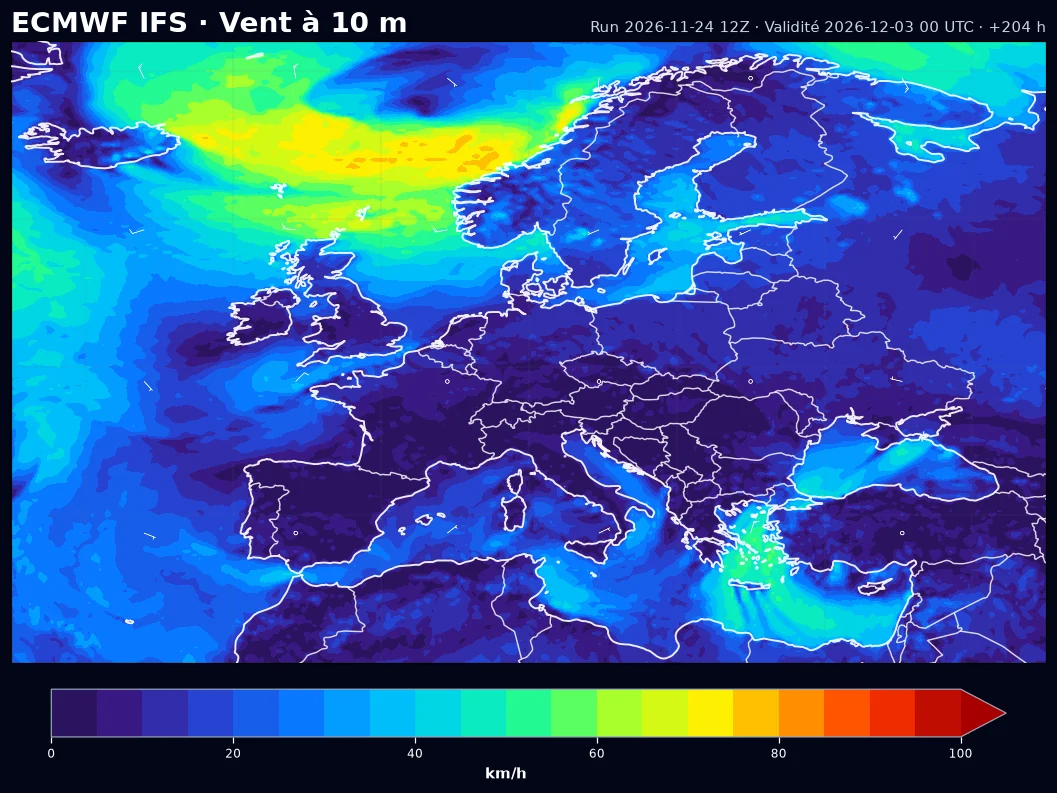 ECMWF IFS · Vent à 10 m
Run 2026-11-24 12Z · Validité 2026-12-03 00 UTC · +204 h
0 20 40 60 80 100
km/h